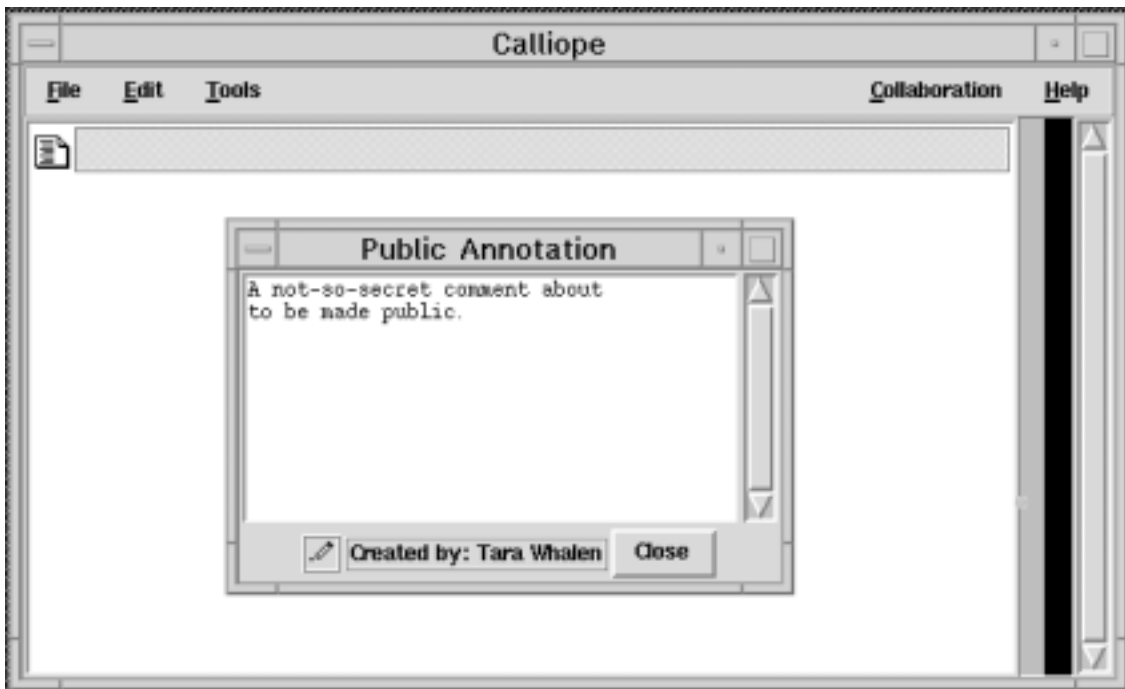 Calliope
File Edit Tools Collaboration Help
Public Annotation
A not-so-secret comment about
to be made public.
Created by: Tara Whalen Close